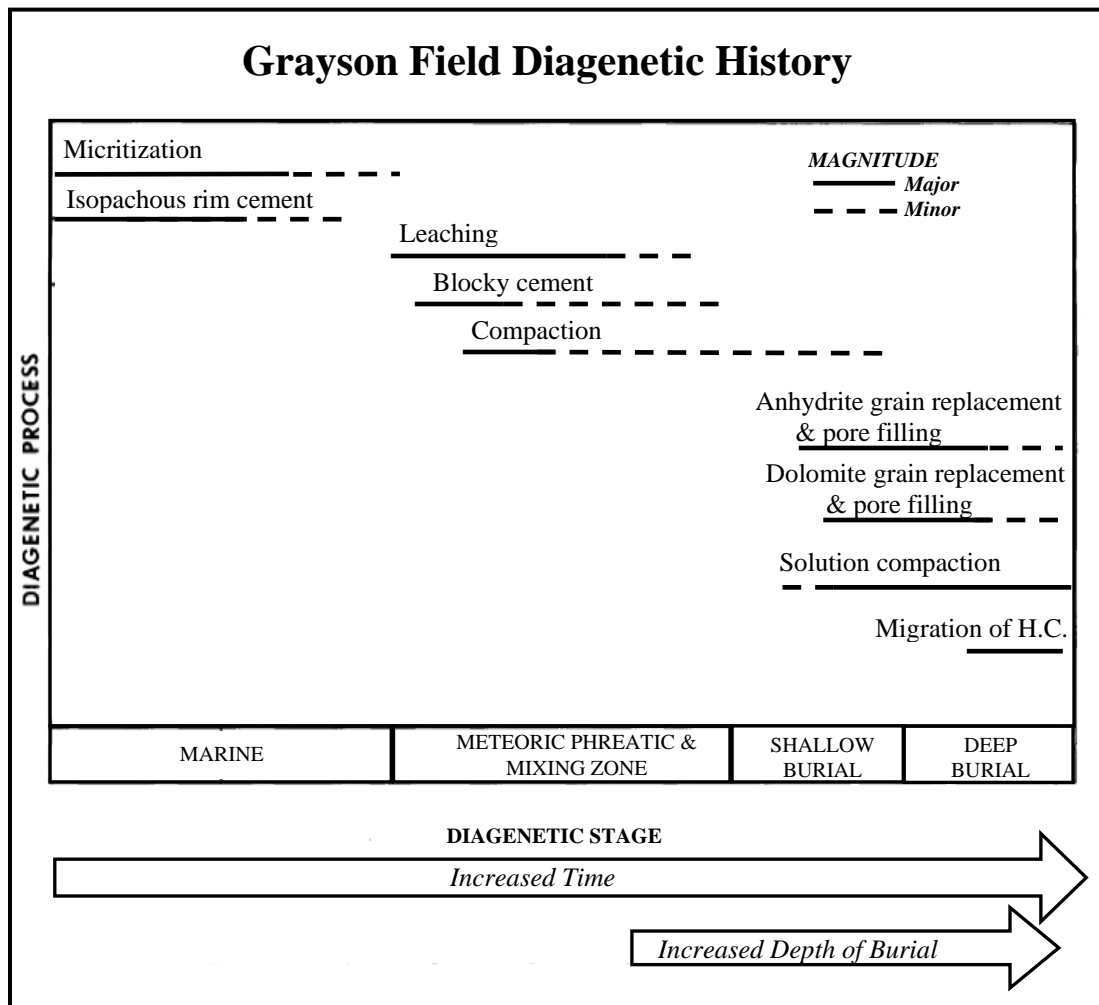 Grayson Field Diagenetic History
Micritization
MAGNITUDE
Major
Minor
Isopachous rim cement
Leaching
Blocky cement
Compaction
Anhydrite grain replacement
& pore filling
Dolomite grain replacement
& pore filling
Solution compaction
Migration of H.C.
DIAGENETIC PROCESS
MARINE
METEORIC PHREATIC &
MIXING ZONE
SHALLOW
BURIAL
DEEP
BURIAL
DIAGENETIC STAGE
Increased Time
Increased Depth of Burial